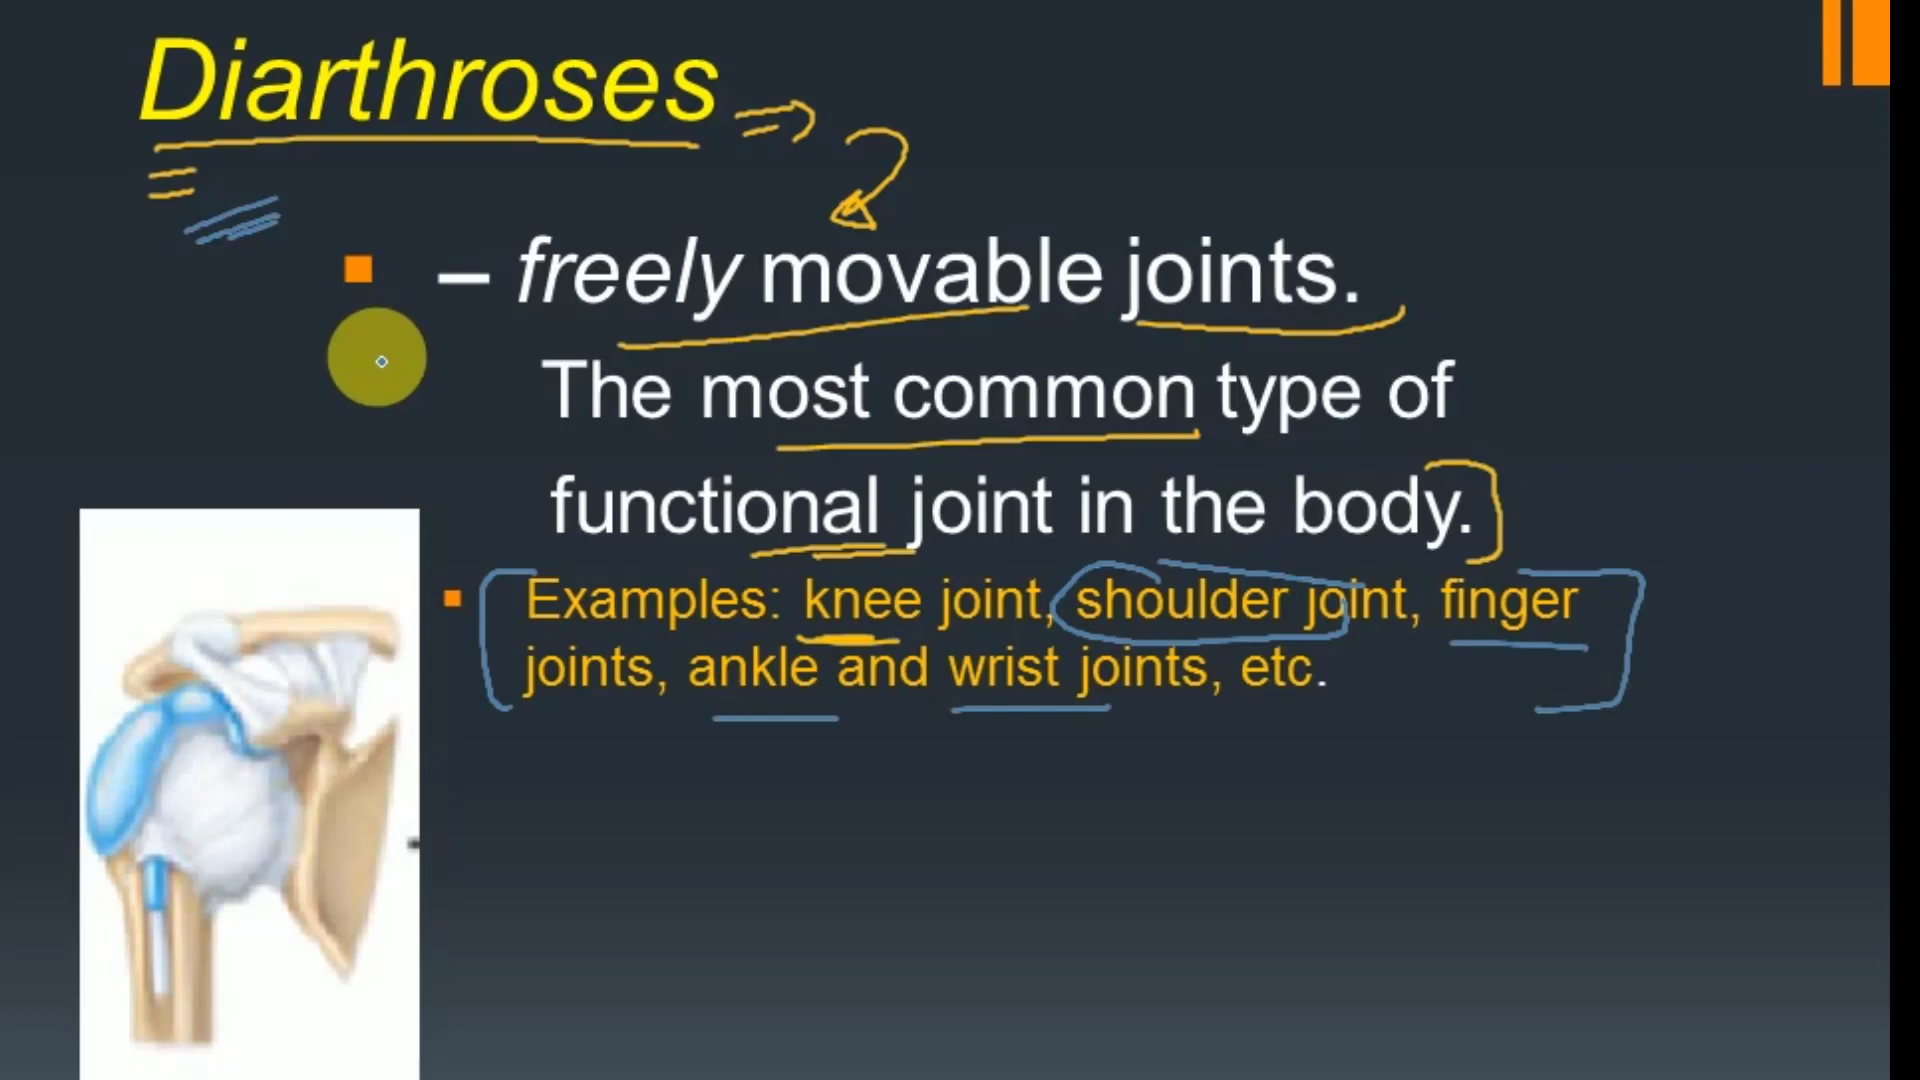 Diarthroses
– freely movable joints.
The most common type of
functional joint in the body.
Examples: knee joint, shoulder joint, finger
joints, ankle and wrist joints, etc.